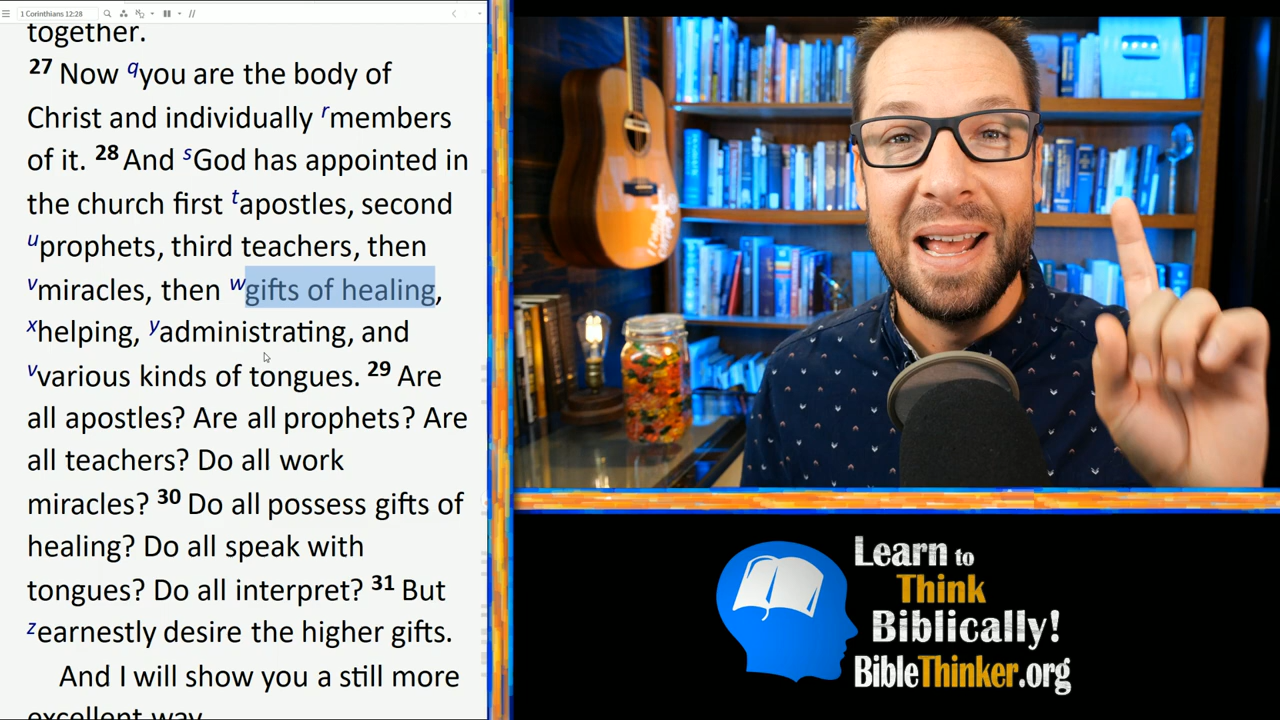 1 Corinthians 12:28
together.
27 Now qyou are the body of
Christ and individually rmembers
of it. 28 And sGod has appointed in
the church first tapostles, second
uprophets, third teachers, then
vmiracles, then wgifts of healing,
xhelping, yadministrating, and
vvarious kinds of tongues. 29 Are
all apostles? Are all prophets? Are
all teachers? Do all work
miracles? 30 Do all possess gifts of
healing? Do all speak with
tongues? Do all interpret? 31 But
zearnestly desire the higher gifts.
And I will show you a still more
excellent way.
Learn to
Think
Biblically!
BibleThinker.org